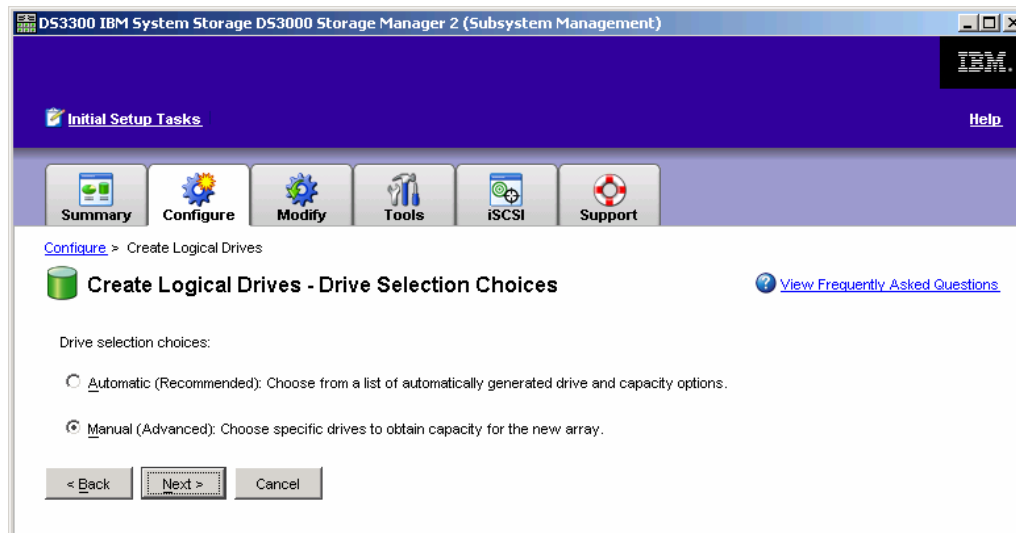 DS3300 IBM System Storage DS3000 Storage Manager 2 (Subsystem Management)
IBM.
Initial Setup Tasks
Help
Summary
Configure
Modify
Tools
iSCSI
Support
Configure > Create Logical Drives
Create Logical Drives - Drive Selection Choices
View Frequently Asked Questions
Drive selection choices:
Automatic (Recommended): Choose from a list of automatically generated drive and capacity options.
Manual (Advanced): Choose specific drives to obtain capacity for the new array.
< Back
Next >
Cancel